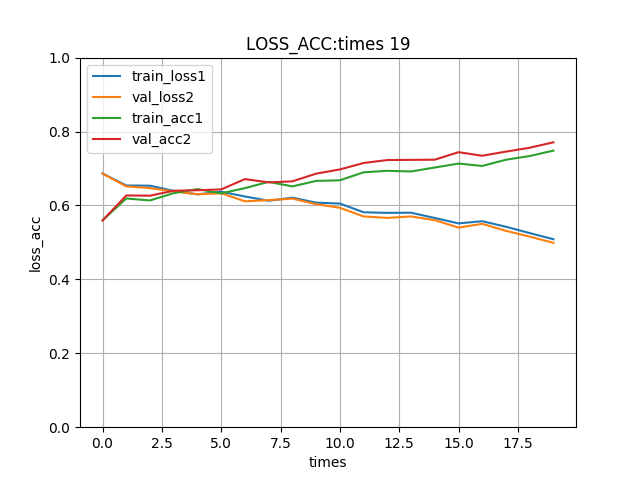 LOSS_ACC:times 19
train_loss1
val_loss2
train_acc1
val_acc2
1.0
0.8
0.6
0.4
0.2
0.0
loss_acc
0.0 2.5 5.0 7.5 10.0 12.5 15.0 17.5
times